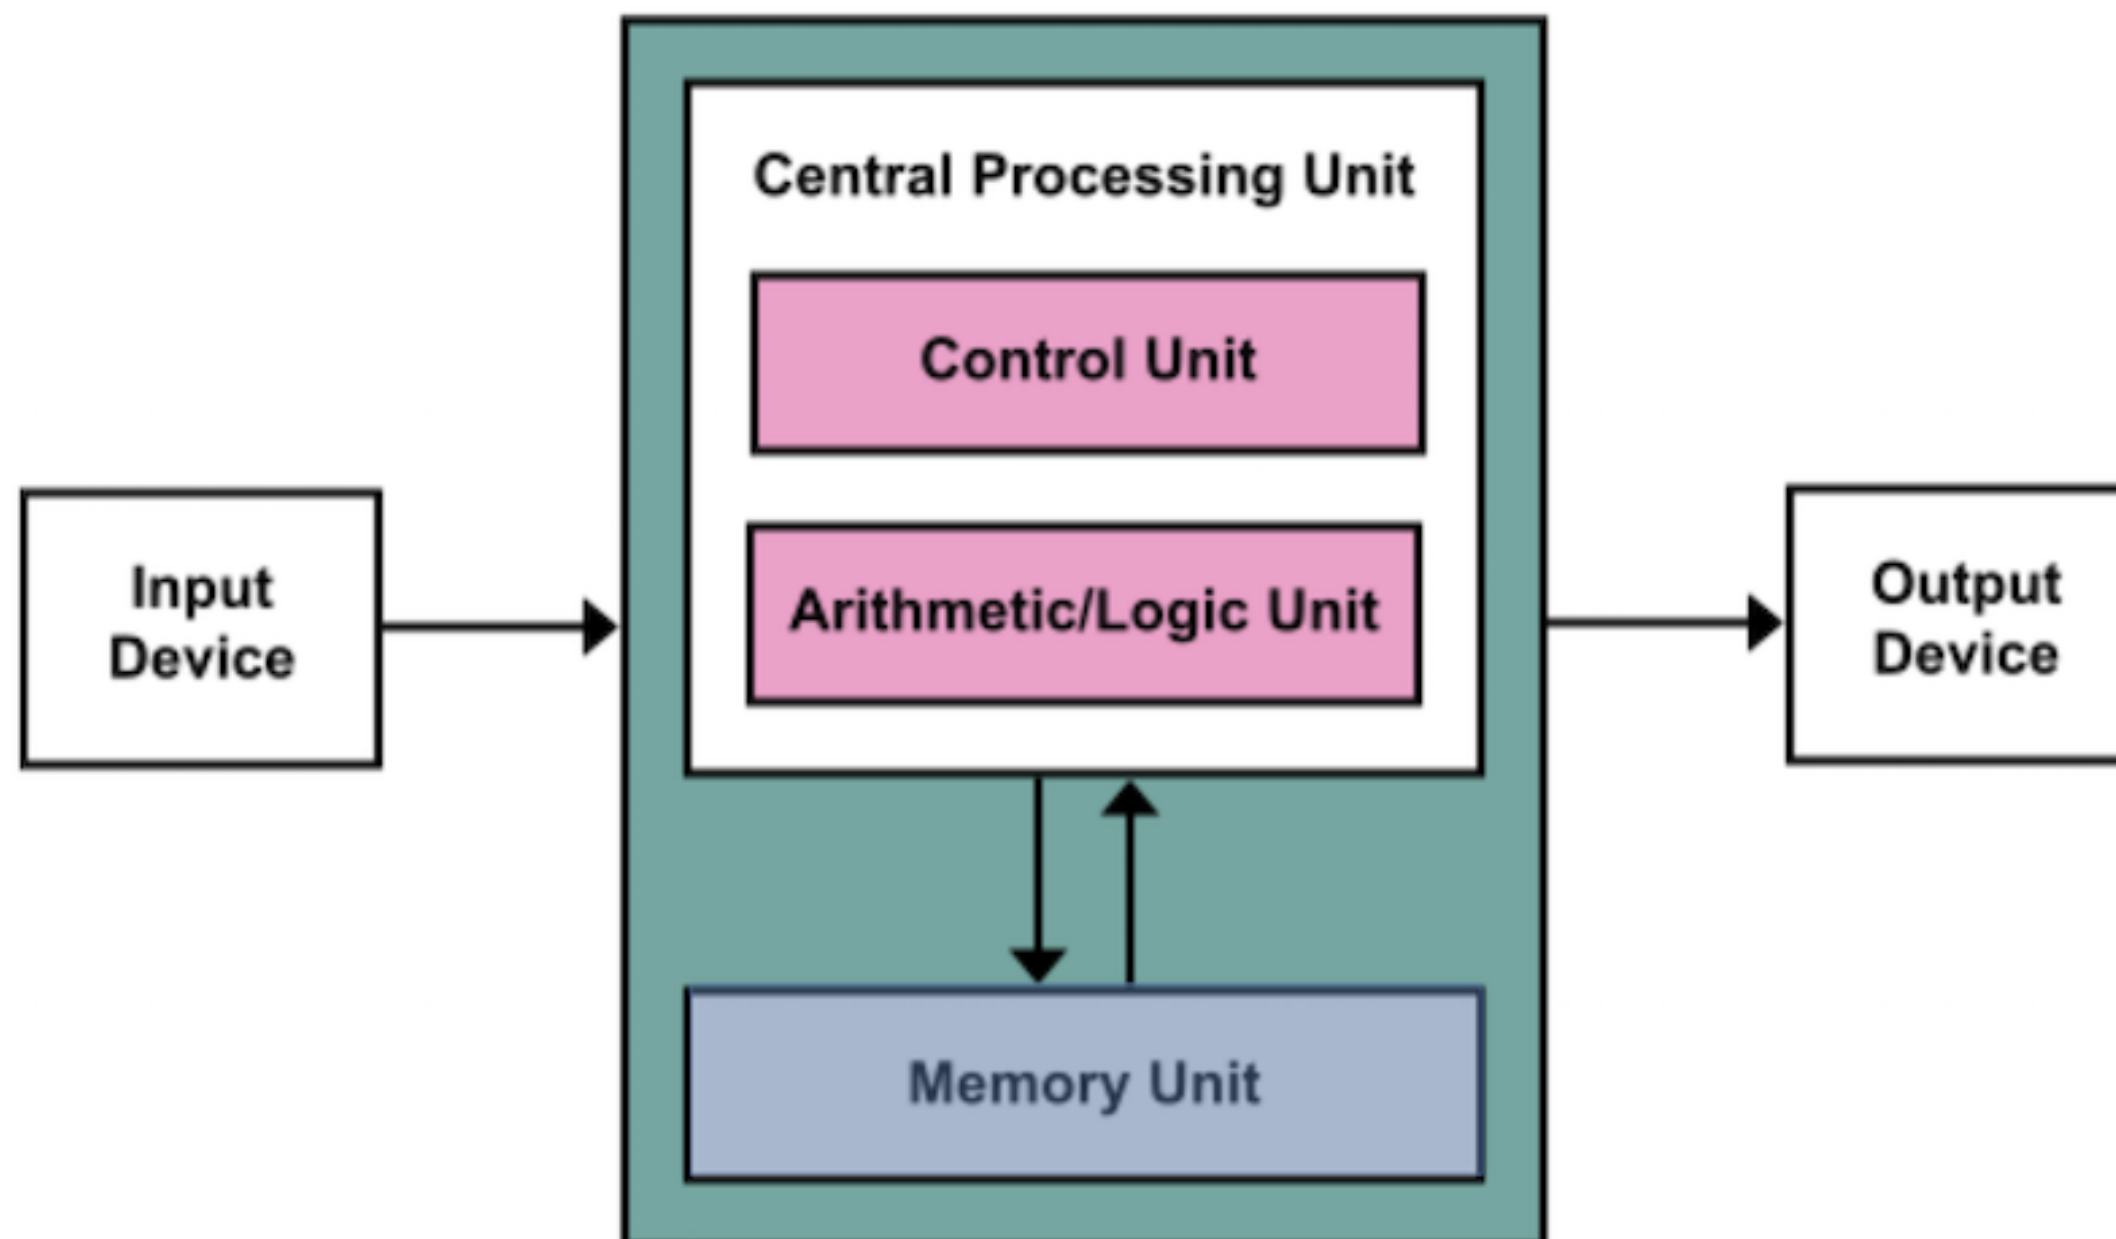 Central Processing Unit
Control Unit
Arithmetic/Logic Unit
Input
Device
Output
Device
Memory Unit